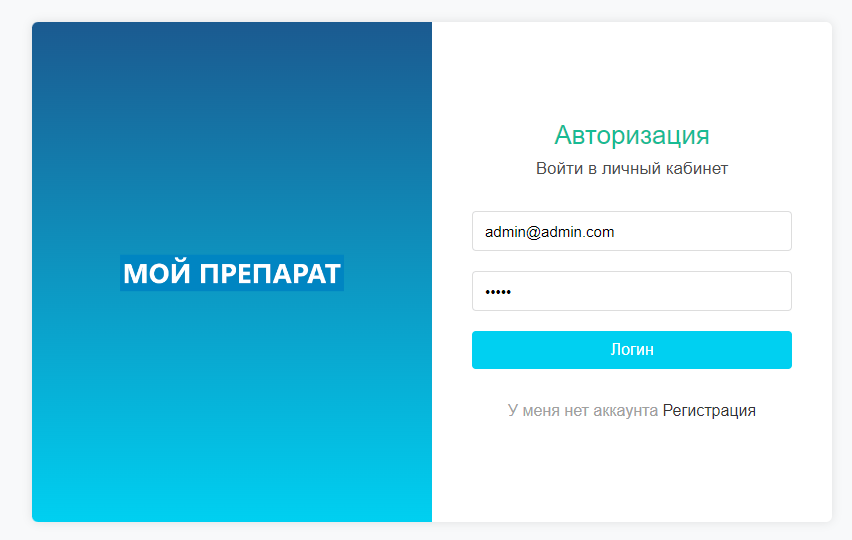 МОЙ ПРЕПАРАТ
Авторизация
Войти в личный кабинет
admin@admin.com
•••••
Логин
У меня нет аккаунта Регистрация